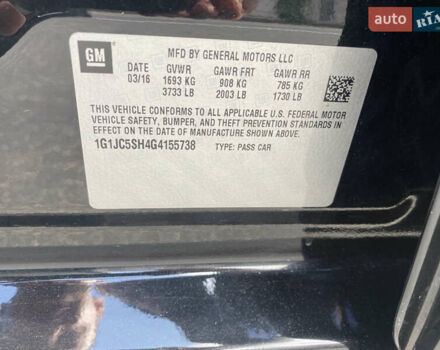 auto RIA
GM
MFD BY GENERAL MOTORS LLC
DATE GVWR GAWR FRT GAWR RR
03/16 1693 KG 908 KG 785 KG
3733 LB 2003 LB 1730 LB
THIS VEHICLE CONFORMS TO ALL APPLICABLE U.S. FEDERAL MOTOR
VEHICLE SAFETY, BUMPER, AND THEFT PREVENTION STANDARDS IN
EFFECT ON THE DATE OF MANUFACTURE SHOWN ABOVE.
1G1JC5SH4G4155738 TYPE: PASS CAR